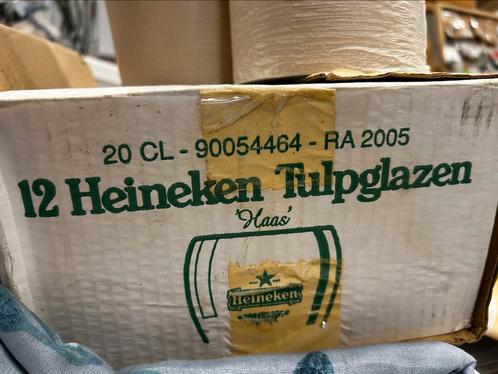 20 CL - 90054464 - RA 2005
12 Heineken Tulpglazen
'Haas'
Heineken